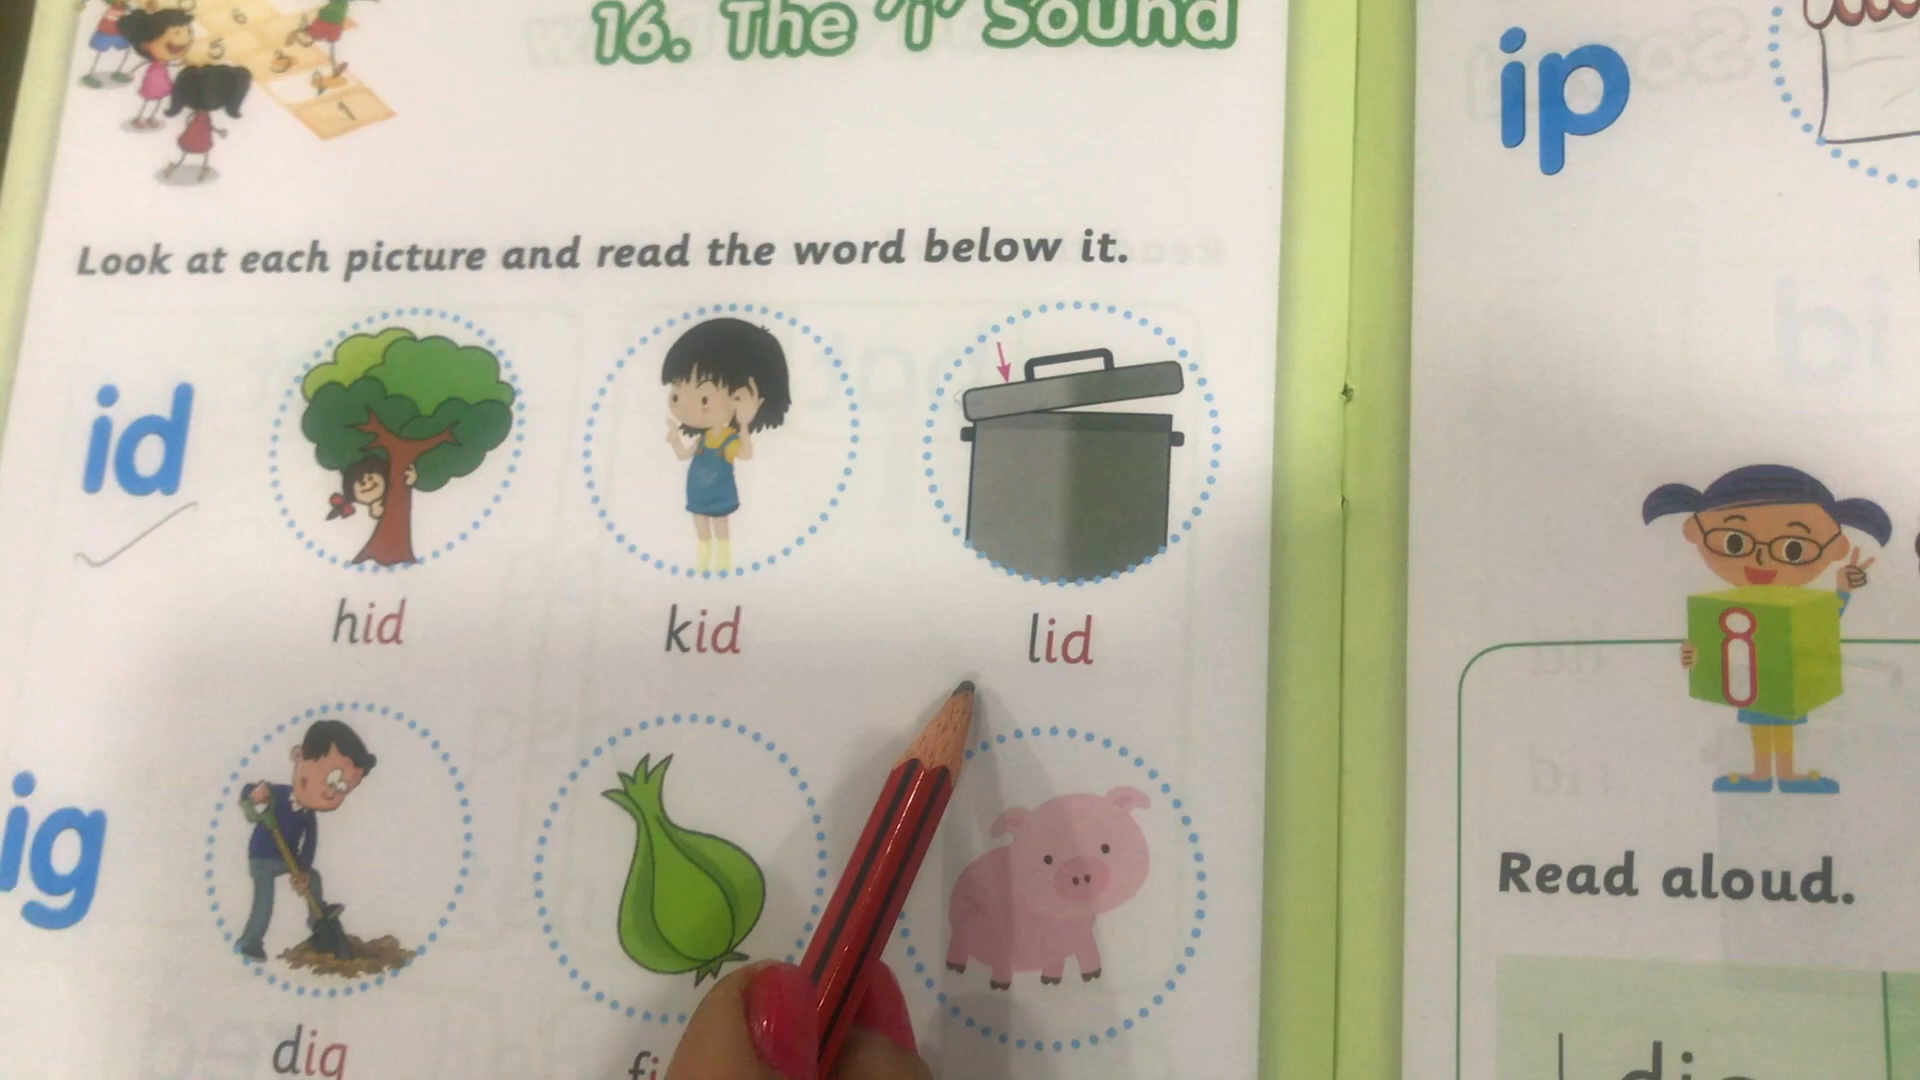 16. The 'i' Sound
Look at each picture and read the word below it.
id
hid kid lid
ig
dig
ip
i
Read aloud.